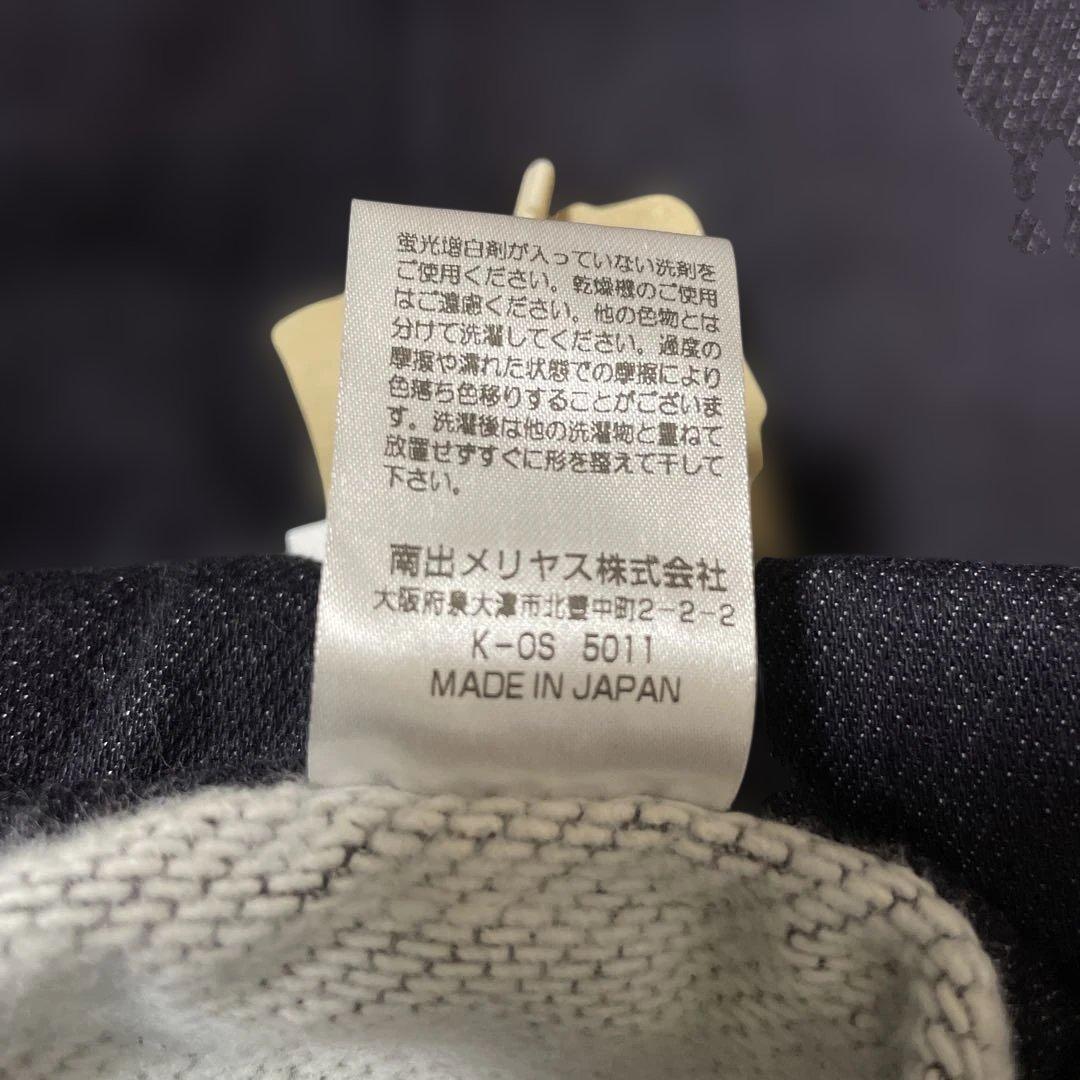 蛍光増白剤が入っていない洗剤を
ご使用ください。乾燥機のご使用
はご遠慮ください。他の色物とは
分けて洗濯してください。過度の
摩擦や濡れた状態での摩擦により
色落ち色移りすることがございま
す。洗濯後は他の洗濯物と重ねて
放置せずすぐに形を整えて干して
下さい。
南出メリヤス株式会社
大阪府泉大津市北豊中町2-2-2
K-OS 5011
MADE IN JAPAN